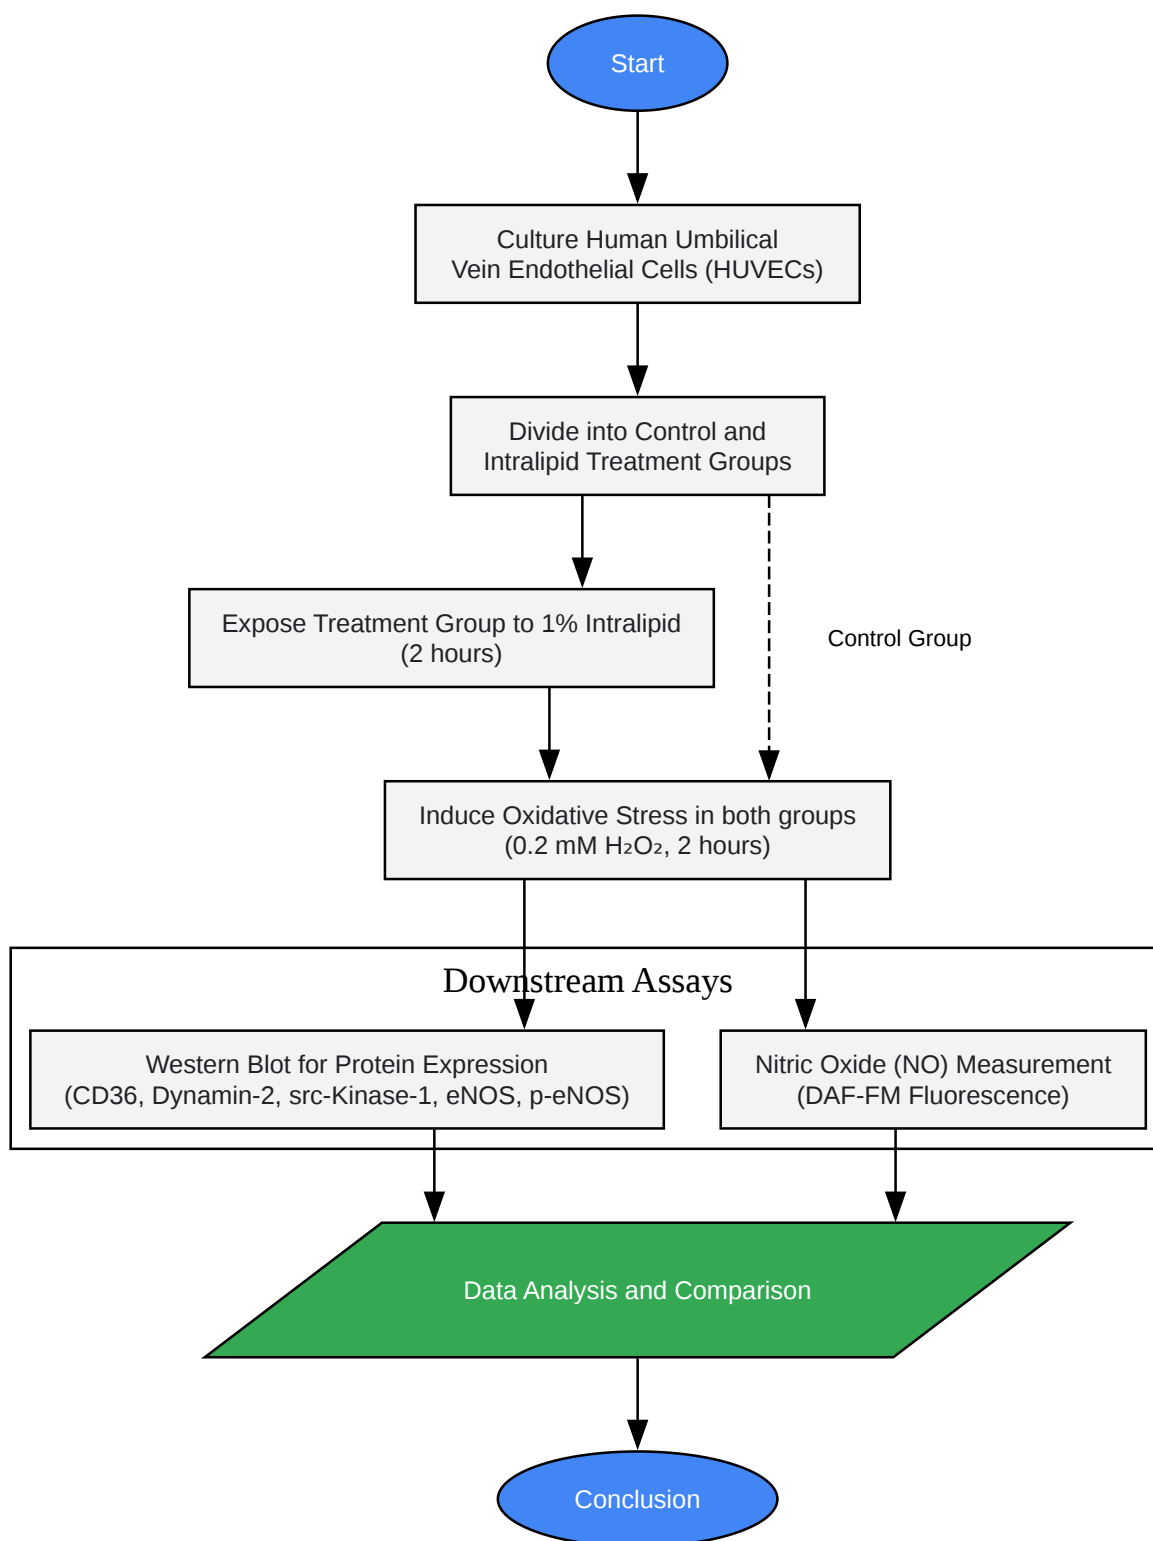 Start
Culture Human Umbilical
Vein Endothelial Cells (HUVECs)
Divide into Control and
Intralipid Treatment Groups
Expose Treatment Group to 1% Intralipid
(2 hours)
Control Group
Induce Oxidative Stress in both groups
(0.2 mM H₂O₂, 2 hours)
Downstream Assays
Western Blot for Protein Expression
(CD36, Dynamin-2, src-Kinase-1, eNOS, p-eNOS)
Nitric Oxide (NO) Measurement
(DAF-FM Fluorescence)
Data Analysis and Comparison
Conclusion